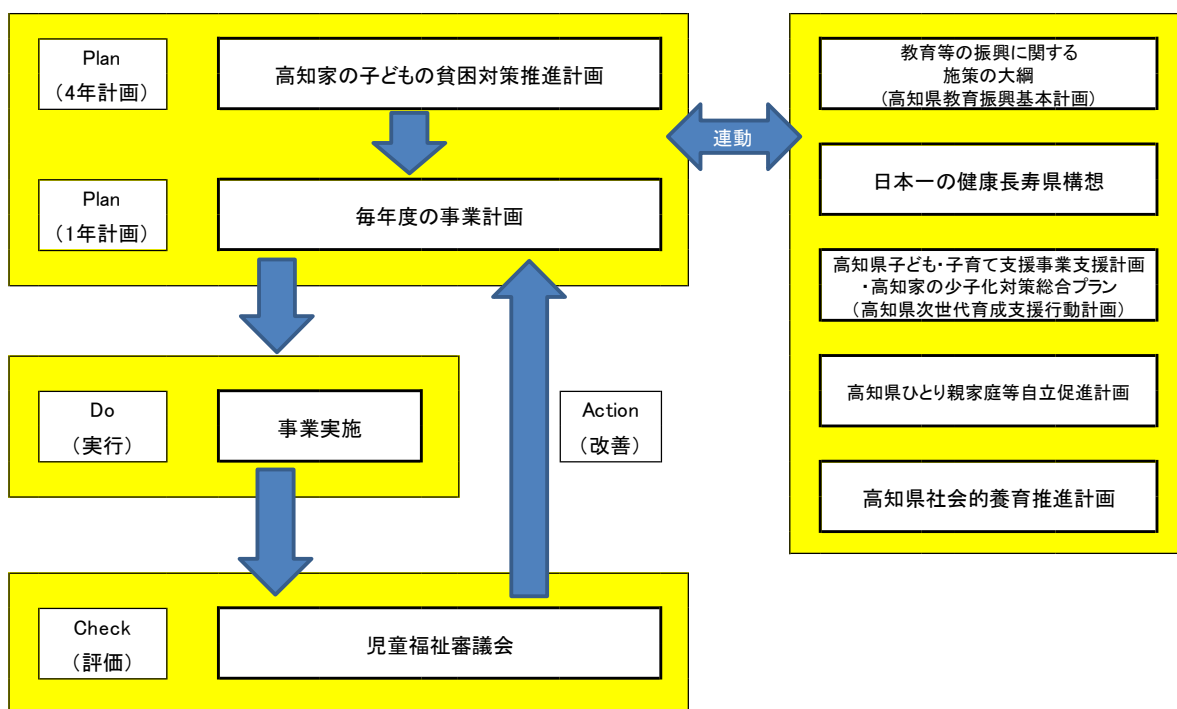 Plan
(4年計画)
高知家の子どもの貧困対策推進計画
Plan
(1年計画)
毎年度の事業計画
Do
(実行)
事業実施
Action
(改善)
Check
(評価)
児童福祉審議会
連動
教育等の振興に関する
施策の大綱
(高知県教育振興基本計画)
日本一の健康長寿県構想
高知県子ども・子育て支援事業支援計画
・高知家の少子化対策総合プラン
(高知県次世代育成支援行動計画)
高知県ひとり親家庭等自立促進計画
高知県社会的養育推進計画